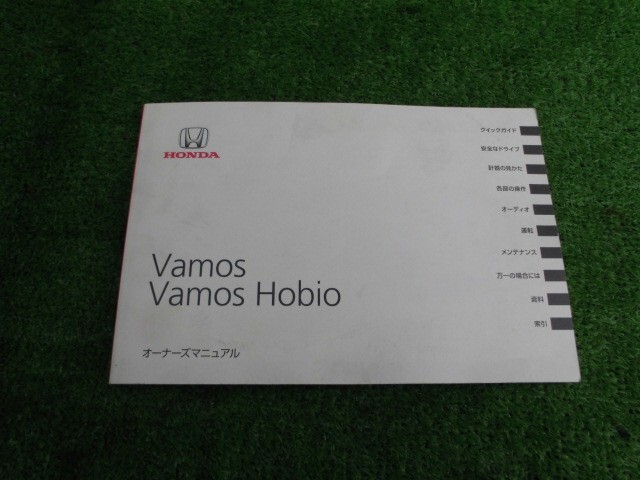 HONDA
クイックガイド
安全なドライブ
計器の見かた
各部の操作
オーディオ
運転
メンテナンス
万一の場合には
資料
索引
Vamos
Vamos Hobio
オーナーズマニュアル